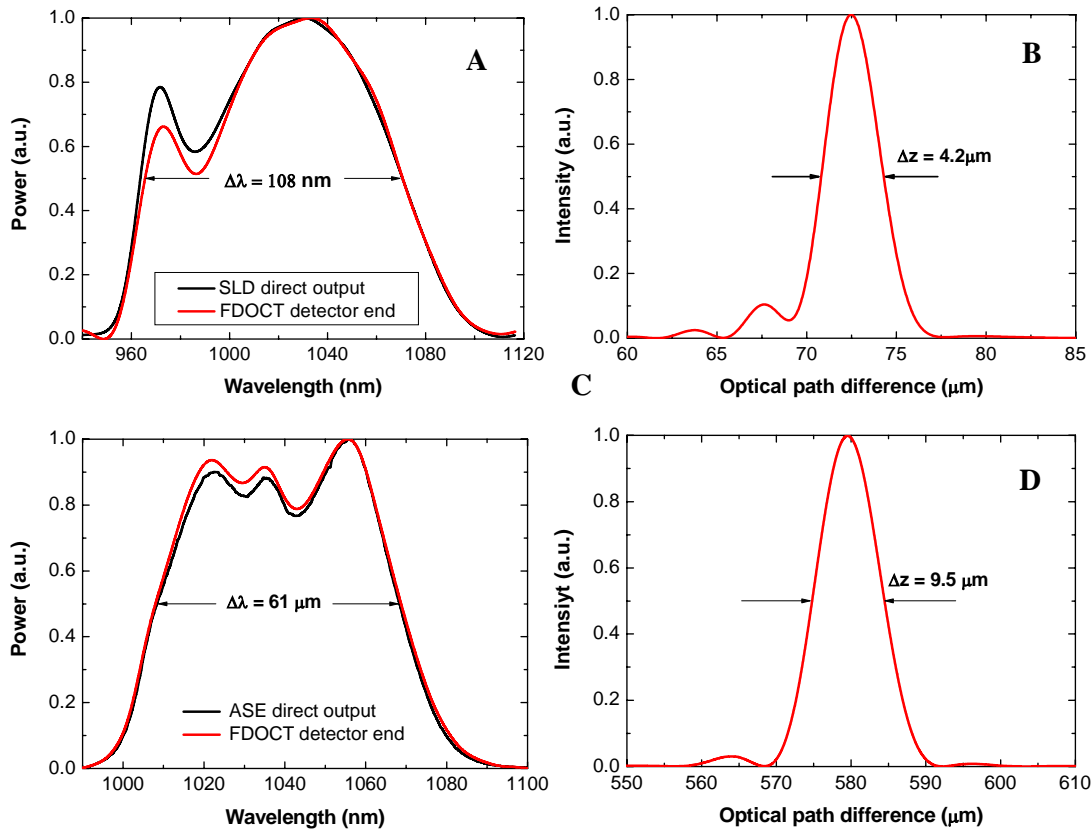 A
Power (a.u.)
1.0
0.8
0.6
0.4
0.2
0.0
Δλ = 108 nm
SLD direct output
FDOCT detector end
960 1000 1040 1080 1120
Wavelength (nm)
B
Intensity (a.u.)
1.0
0.8
0.6
0.4
0.2
0.0
Δz = 4.2μm
60 65 70 75 80 85
Optical path difference (μm)
C
Power (a.u.)
1.0
0.8
0.6
0.4
0.2
0.0
Δλ = 61 μm
ASE direct output
FDOCT detector end
1000 1020 1040 1060 1080 1100
Wavelength (nm)
D
Intensiyt (a.u.)
1.0
0.8
0.6
0.4
0.2
0.0
Δz = 9.5 μm
550 560 570 580 590 600 610
Optical path difference (μm)